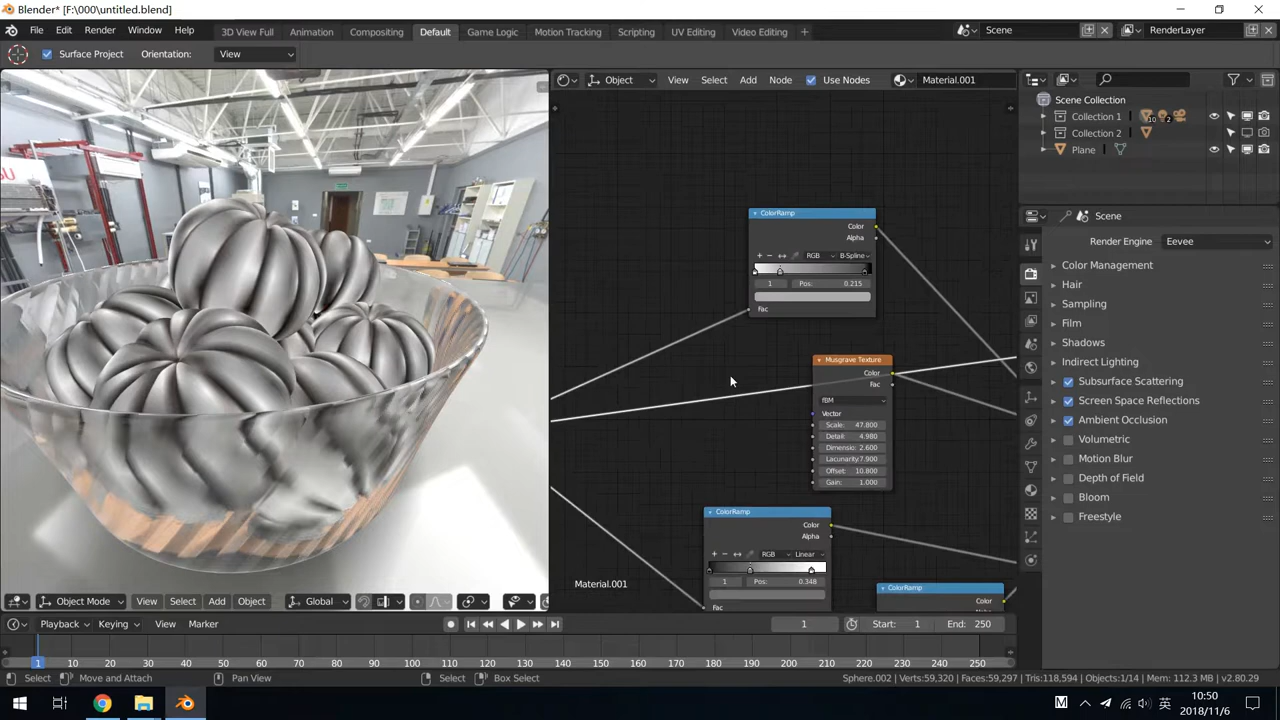 Blender* [F:\000\untitled.blend]
File Edit Render Window Help 3D View Full Animation Compositing Default Game Logic Motion Tracking Scripting UV Editing Video Editing + Scene RenderLayer
Surface Project Orientation: View
Object View Select Add Node Use Nodes Material.001
Scene Collection
Collection 1 10 2
Collection 2
Plane
Scene
Render Engine Eevee
Color Management
Hair
Sampling
Film
Shadows
Indirect Lighting
Subsurface Scattering
Screen Space Reflections
Ambient Occlusion
Volumetric
Motion Blur
Depth of Field
Bloom
Freestyle
SU
ColorRamp
Color
Alpha
RGB B-Spline
1 Pos: 0.215
Fac
Musgrave Texture
Color
Fac
fBM
Vector
Scale: 47.800
Detail: 4.980
Dimensic: 2.600
Lacunarity:7.900
Offset: 10.800
Gain: 1.000
ColorRamp
Color
Alpha
RGB Linear
1 Pos: 0.348
Fac
ColorRamp
Color
Material.001
Object Mode View Select Add Object Global
Playback Keying View Marker 1 Start: 1 End: 250
1 10 20 30 40 50 60 70 80 90 100 110 120 130 140 150 160 170 180 190 200 210 220 230 240 250
Select Move and Attach Pan View Select Box Select Sphere.002 | Verts:59,320 | Faces:59,297 | Tris:118,594 | Objects:1/14 | Mem: 112.3 MB | v2.80.29
M 英 10:50
2018/11/6